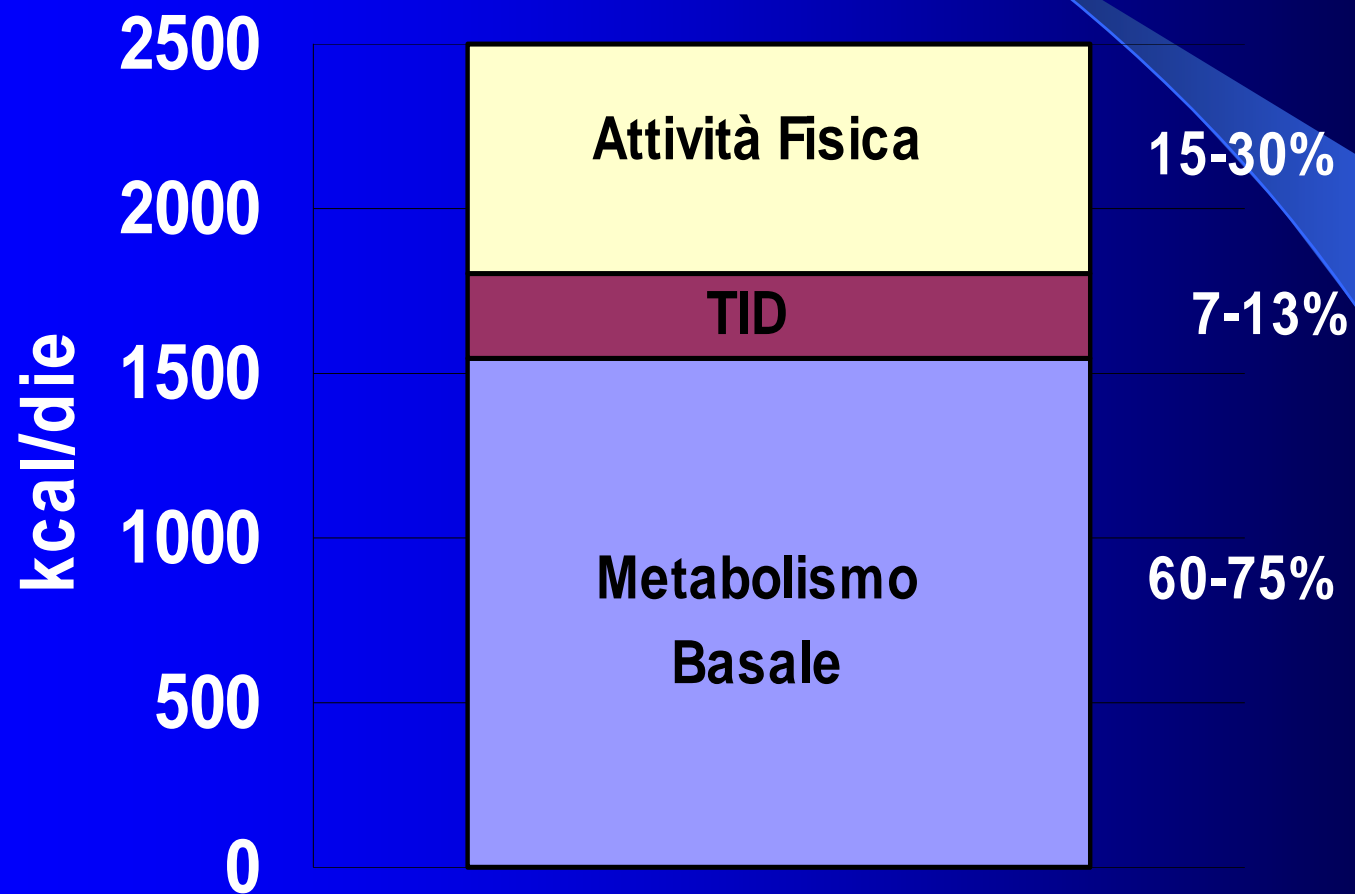 2500
Attività Fisica
15-30%
2000
TID
7-13%
1500
kcal/die
1000
Metabolismo
Basale
60-75%
500
0